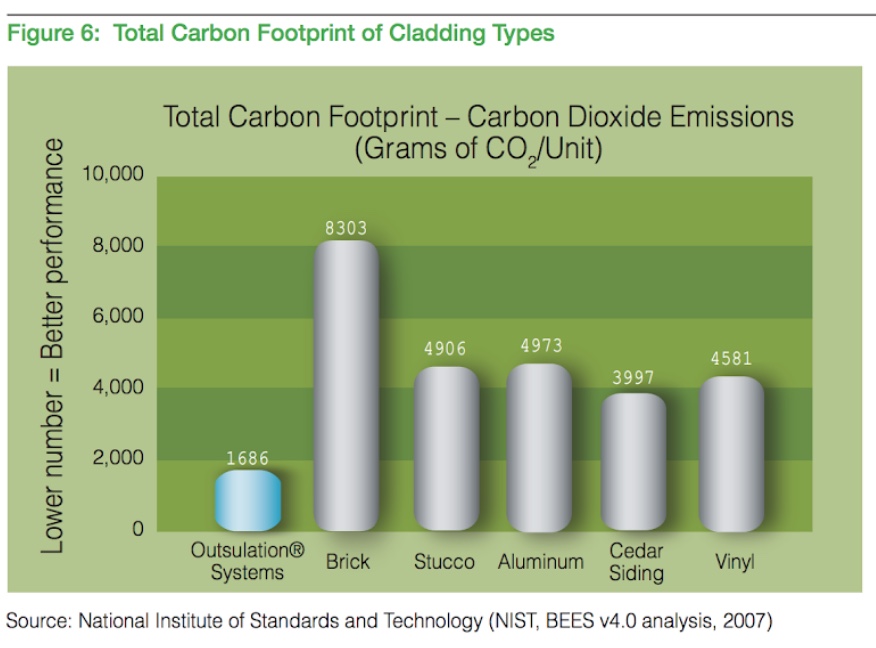 Figure 6: Total Carbon Footprint of Cladding Types
Total Carbon Footprint – Carbon Dioxide Emissions
(Grams of CO₂/Unit)
Lower number = Better performance
10,000
8,000
6,000
4,000
2,000
0
1686
8303
4906
4973
3997
4581
Outsulation®
Systems
Brick
Stucco
Aluminum
Cedar
Siding
Vinyl
Source: National Institute of Standards and Technology (NIST, BEES v4.0 analysis, 2007)